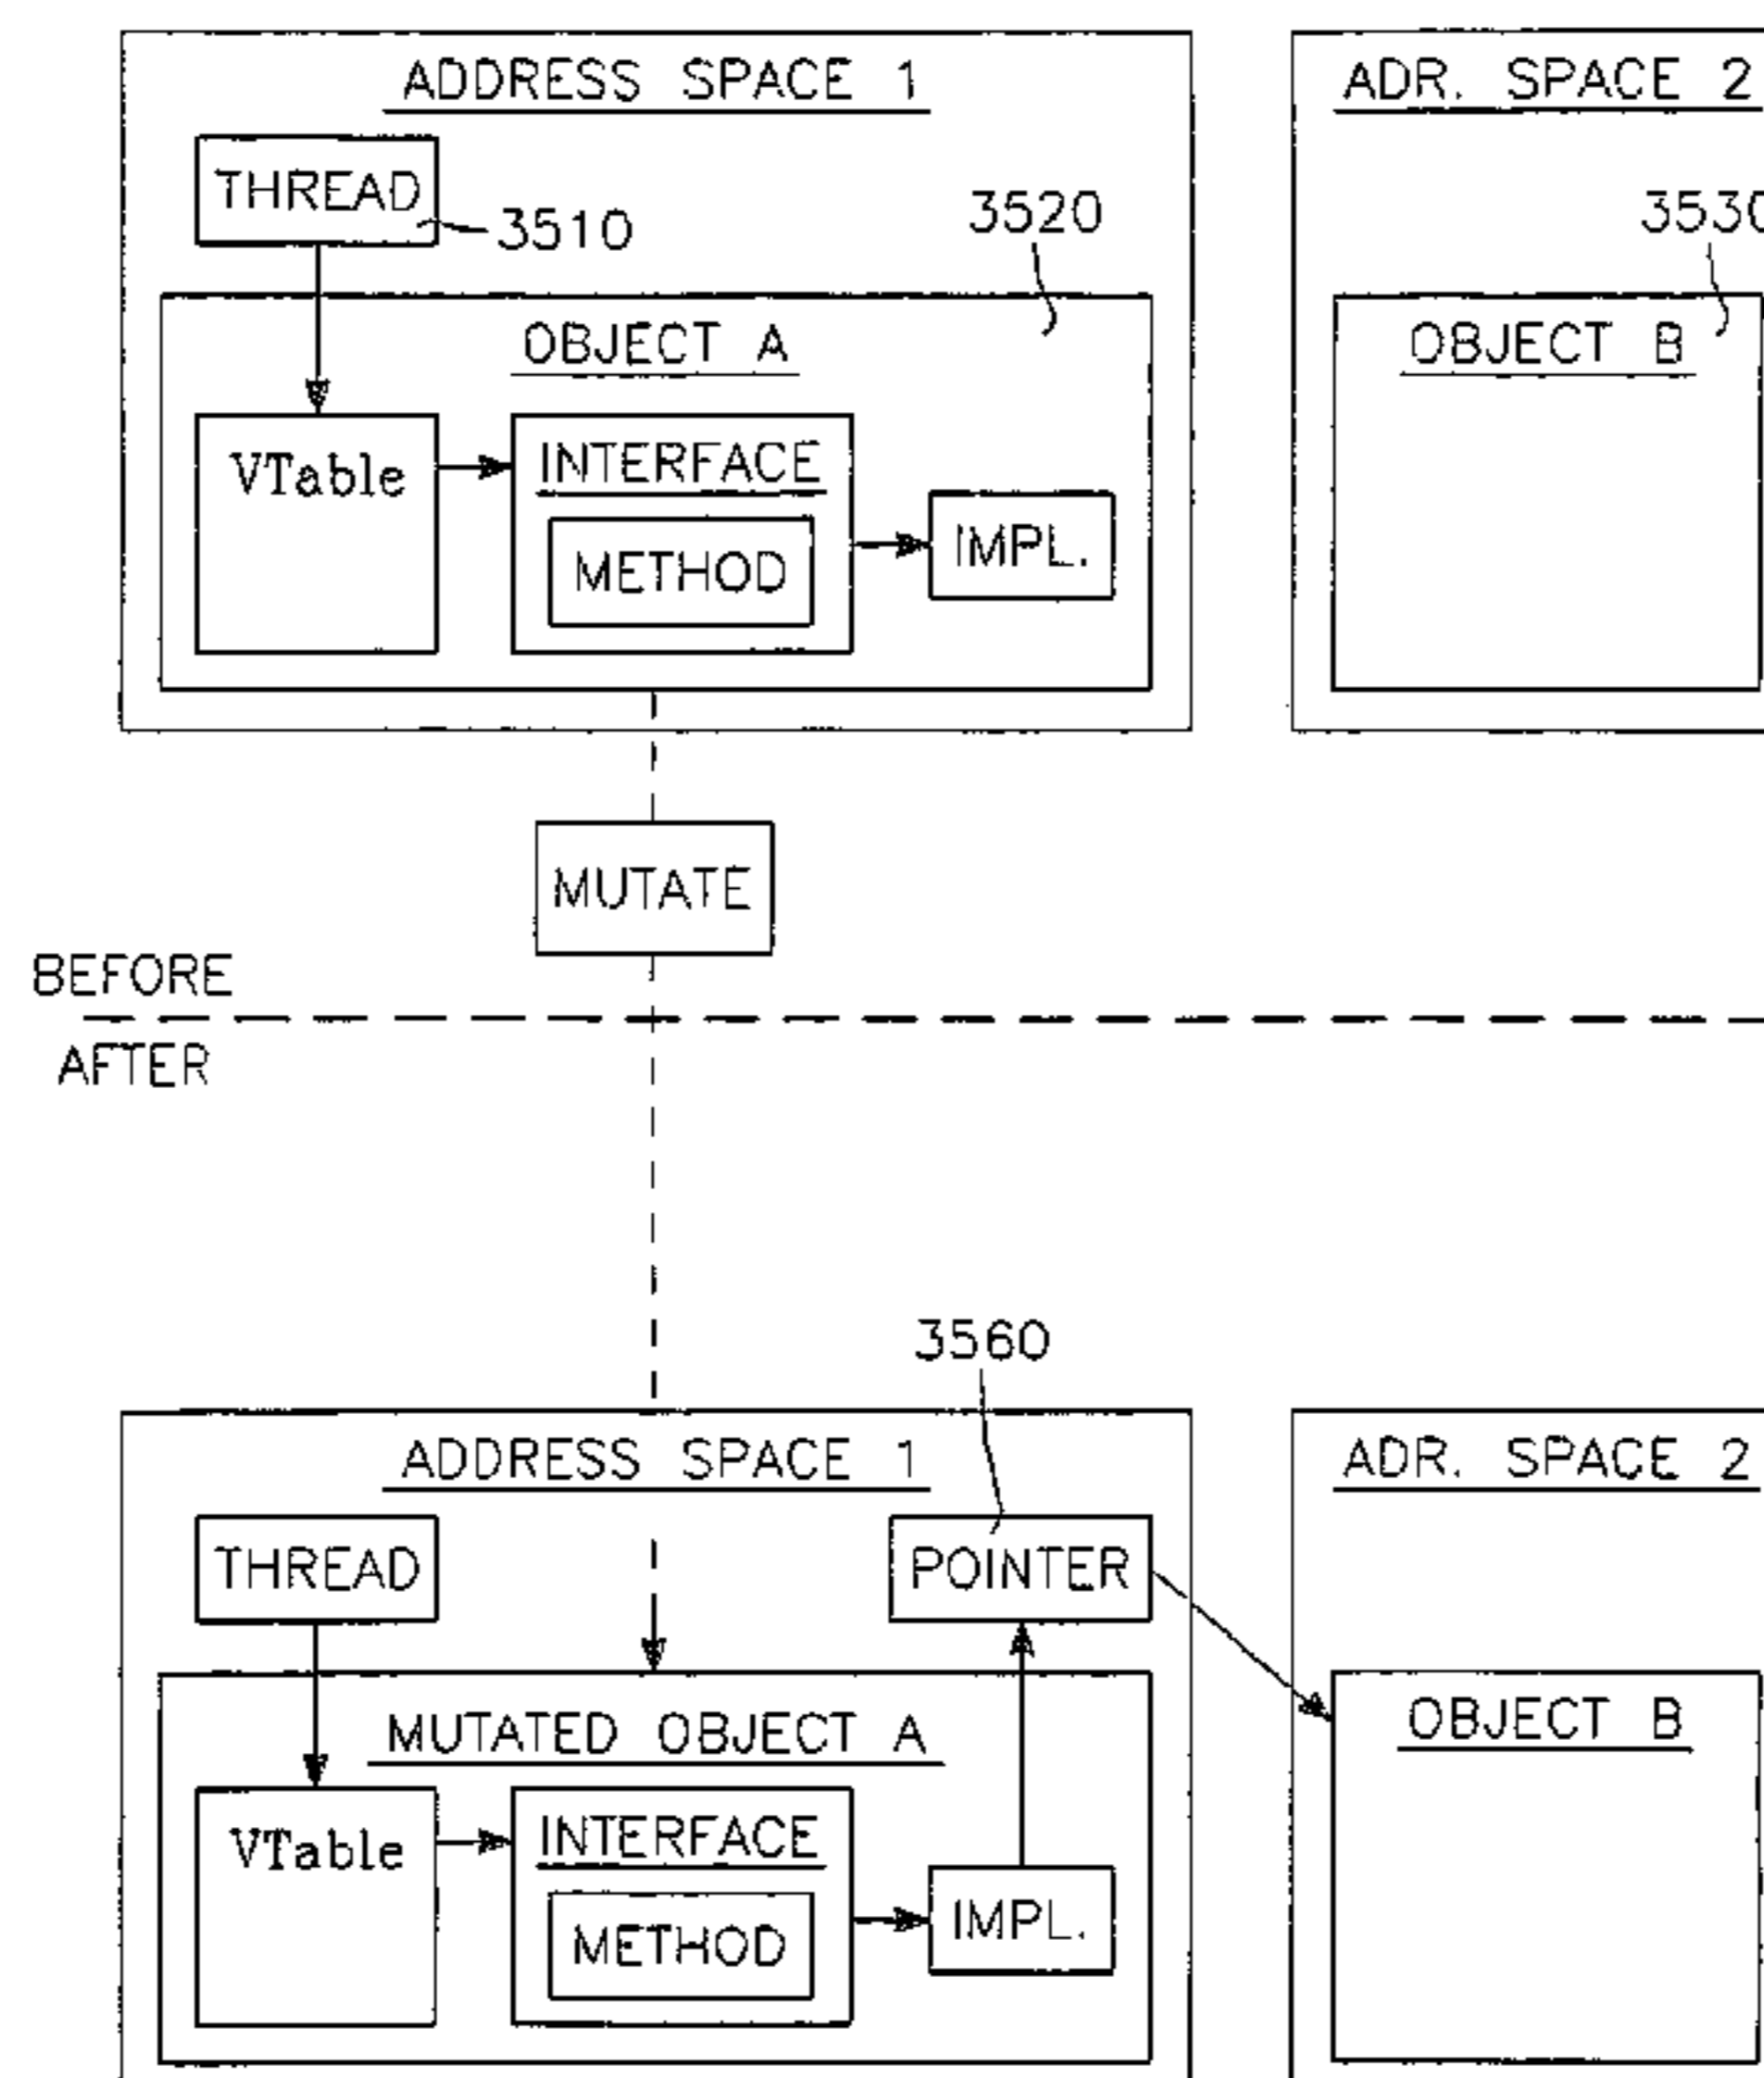 ADDRESS SPACE 1
ADR. SPACE 2
THREAD
3510
3520
3530
OBJECT A
OBJECT B
VTable
INTERFACE
METHOD
IMPL.
MUTATE
BEFORE
AFTER
3560
ADDRESS SPACE 1
ADR. SPACE 2
THREAD
POINTER
MUTATED OBJECT A
OBJECT B
VTable
INTERFACE
METHOD
IMPL.